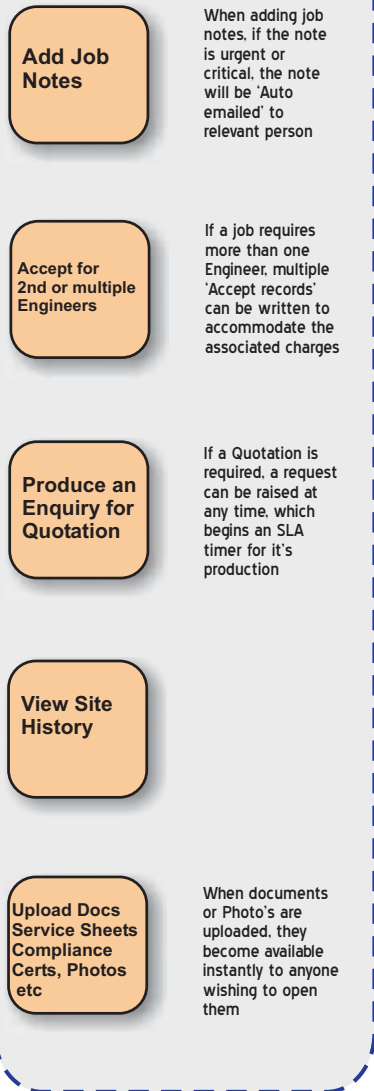 Add Job
Notes
When adding job
notes, if the note
is urgent or
critical, the note
will be ‘Auto
emailed’ to
relevant person
Accept for
2nd or multiple
Engineers
If a job requires
more than one
Engineer, multiple
‘Accept records’
can be written to
accommodate the
associated charges
Produce an
Enquiry for
Quotation
If a Quotation is
required, a request
can be raised at
any time, which
begins an SLA
timer for it’s
production
View Site
History
Upload Docs
Service Sheets
Compliance
Certs, Photos
etc
When documents
or Photo’s are
uploaded, they
become available
instantly to anyone
wishing to open
them